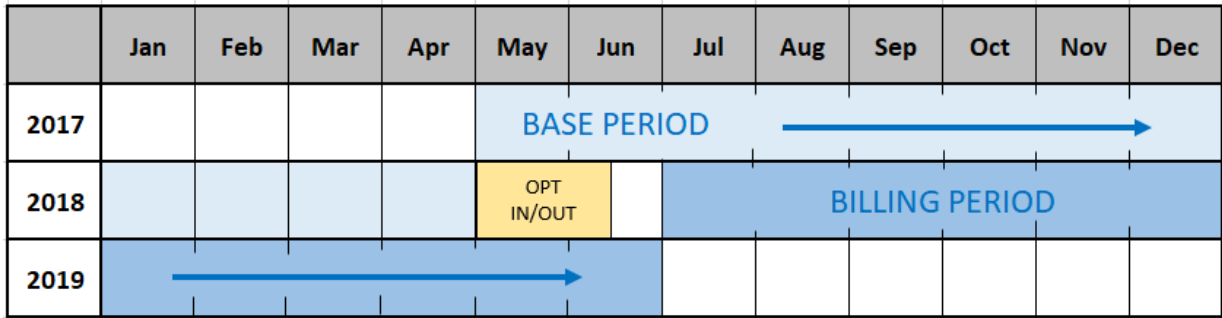 Jan Feb Mar Apr May Jun Jul Aug Sep Oct Nov Dec
2017 BASE PERIOD
2018 OPT IN/OUT BILLING PERIOD
2019